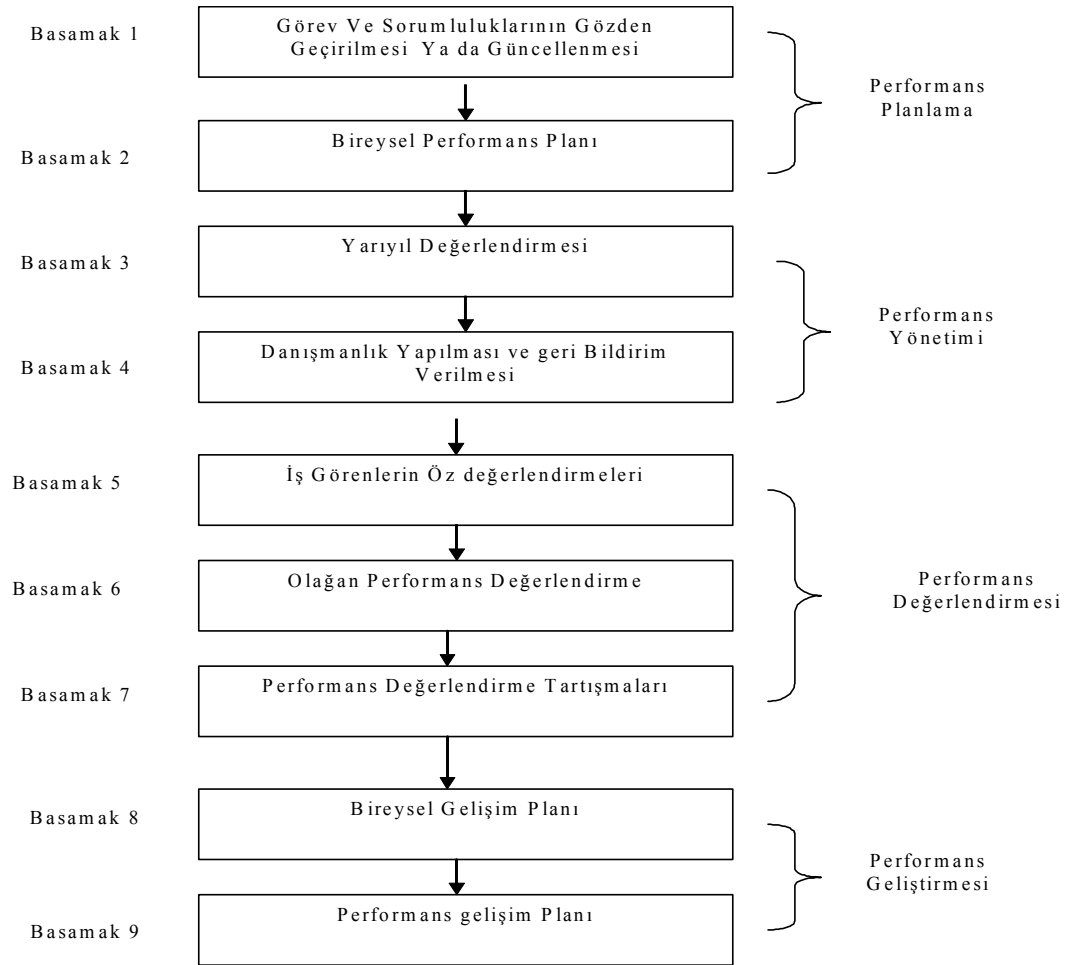 Basamak 1
Görev Ve Sorumluluklarının Gözden
Geçirilmesi Ya da Güncellenmesi
Performans
Planlama
Basamak 2
Bireysel Performans Planı
Basamak 3
Yarıyıl Değerlendirmesi
Performans
Yönetimi
Basamak 4
Danışmanlık Yapılması ve geri Bildirim
Verilmesi
Basamak 5
İş Görenlerin Öz değerlendirmeleri
Basamak 6
Olağan Performans Değerlendirme
Performans
Değerlendirmesi
Basamak 7
Performans Değerlendirme Tartışmaları
Basamak 8
Bireysel Gelişim Planı
Performans
Geliştirmesi
Basamak 9
Performans gelişim Planı